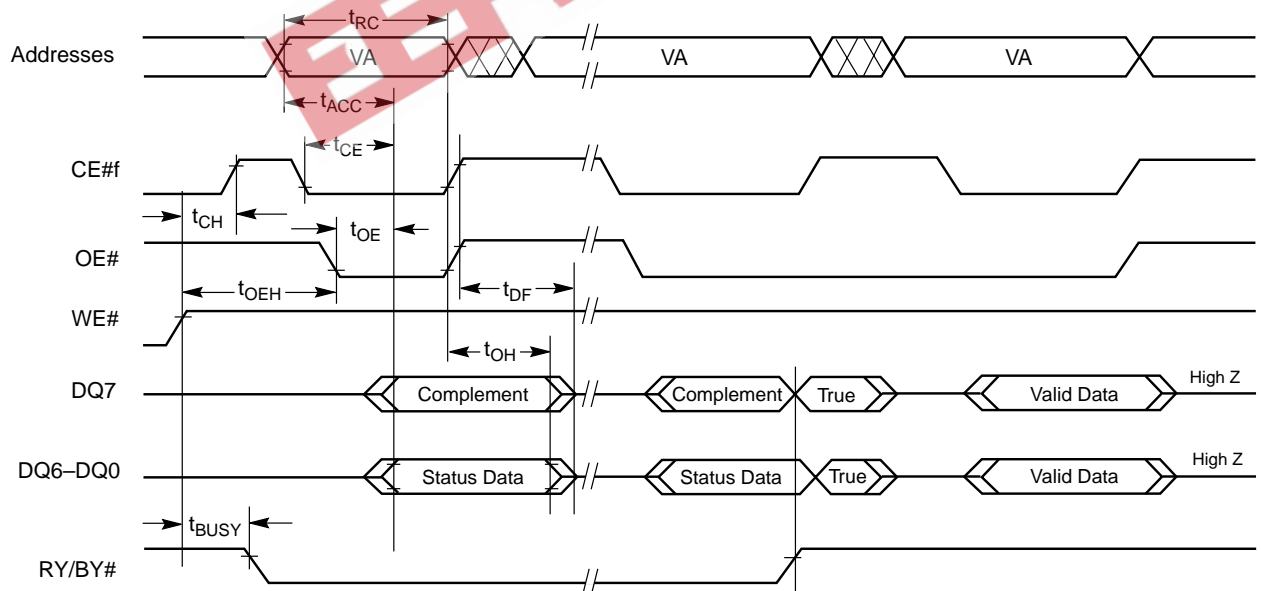 tRC
Addresses VA VA VA
tACC
tCE
CE#f
tCH tOE
OE#
tOEH tDF
WE#
tOH
DQ7 Complement Complement True Valid Data High Z
DQ6–DQ0 Status Data Status Data True Valid Data High Z
tBUSY
RY/BY#